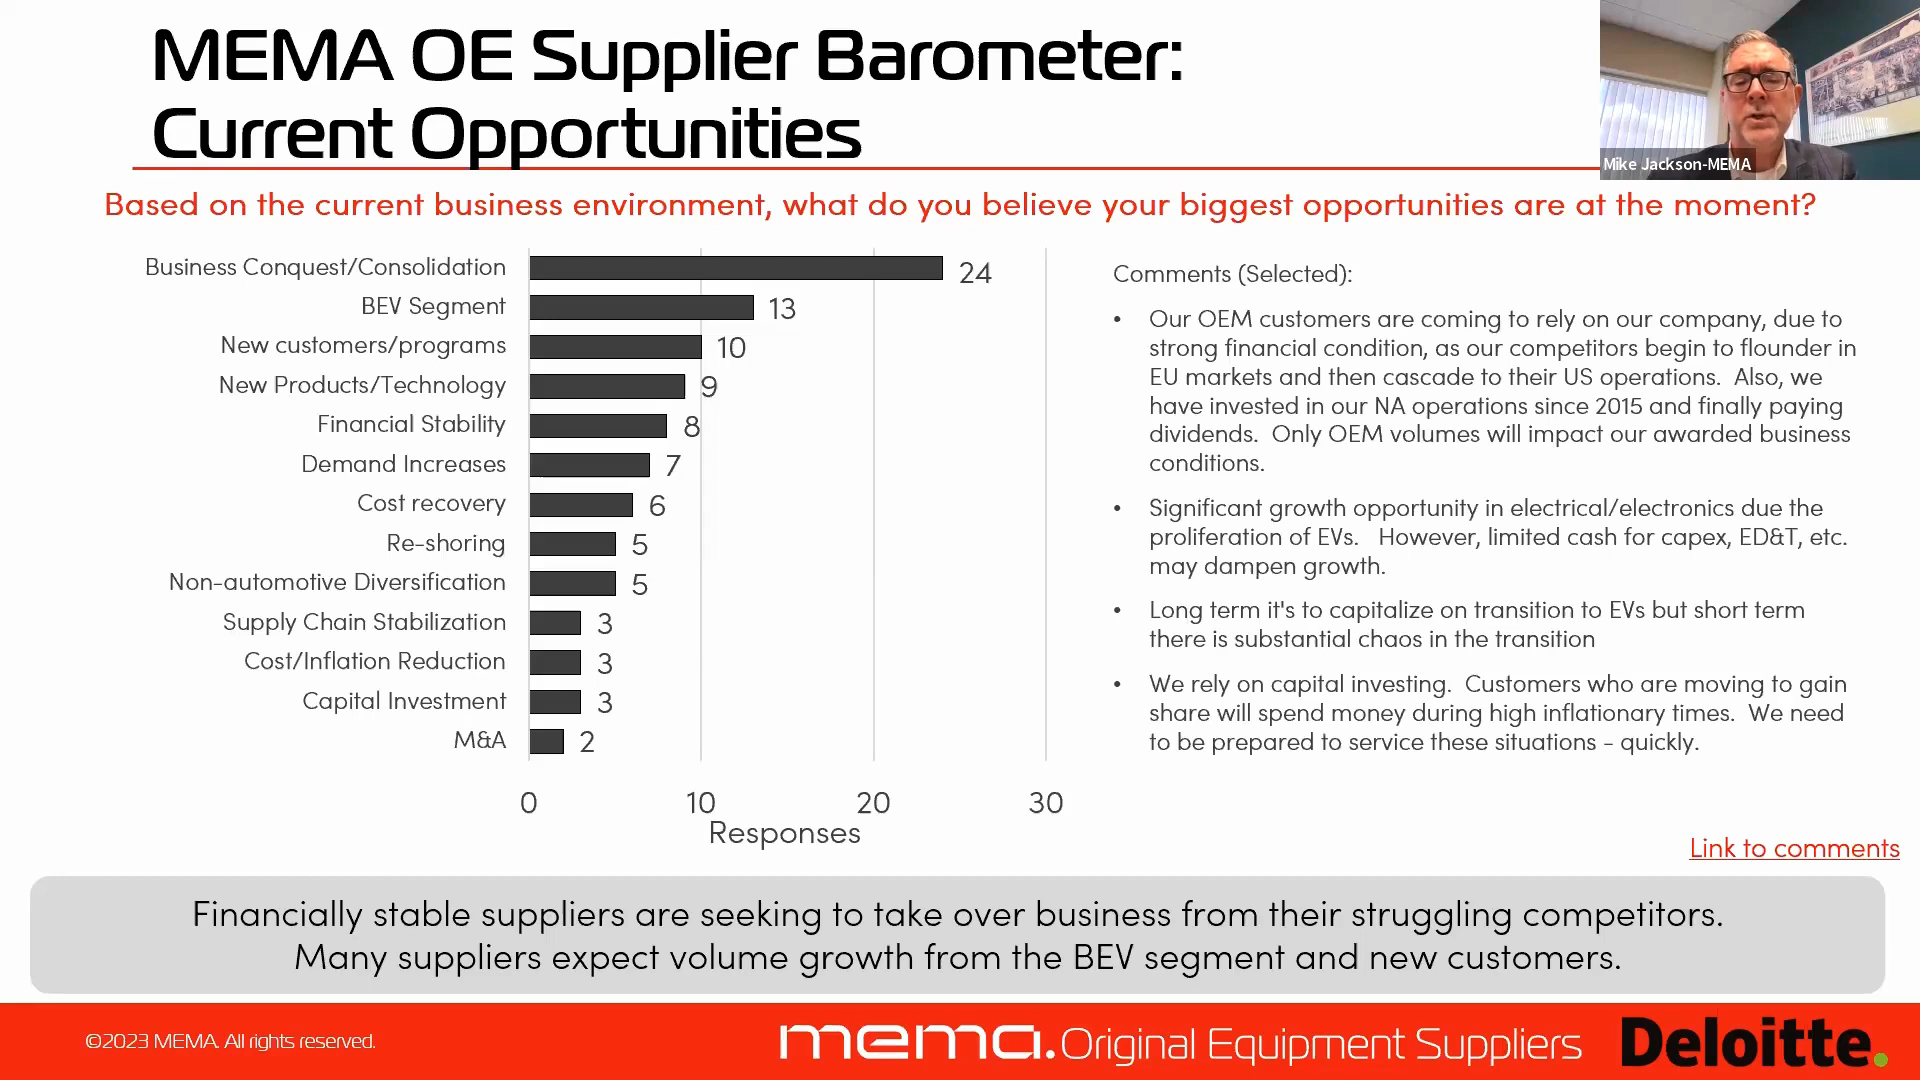 MEMA OE Supplier Barometer:
Current Opportunities
Mike Jackson-MEMA
Based on the current business environment, what do you believe your biggest opportunities are at the moment?
Business Conquest/Consolidation 24
BEV Segment 13
New customers/programs 10
New Products/Technology 9
Financial Stability 8
Demand Increases 7
Cost recovery 6
Re-shoring 5
Non-automotive Diversification 5
Supply Chain Stabilization 3
Cost/Inflation Reduction 3
Capital Investment 3
M&A 2
0 10 20 30
Responses
Comments (Selected):
• Our OEM customers are coming to rely on our company, due to
strong financial condition, as our competitors begin to flounder in
EU markets and then cascade to their US operations. Also, we
have invested in our NA operations since 2015 and finally paying
dividends. Only OEM volumes will impact our awarded business
conditions.
• Significant growth opportunity in electrical/electronics due the
proliferation of EVs. However, limited cash for capex, ED&T, etc.
may dampen growth.
• Long term it's to capitalize on transition to EVs but short term
there is substantial chaos in the transition
• We rely on capital investing. Customers who are moving to gain
share will spend money during high inflationary times. We need
to be prepared to service these situations - quickly.
Link to comments
Financially stable suppliers are seeking to take over business from their struggling competitors.
Many suppliers expect volume growth from the BEV segment and new customers.
©2023 MEMA. All rights reserved.
mema. Original Equipment Suppliers
Deloitte.